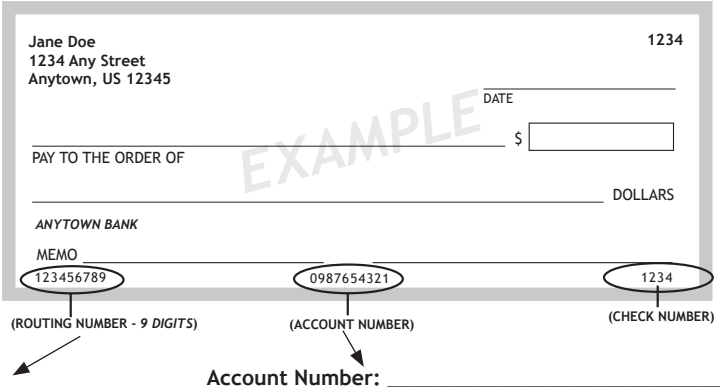 Jane Doe 1234
1234 Any Street
Anytown, US 12345
DATE
EXAMPLE
$
PAY TO THE ORDER OF
DOLLARS
ANYTOWN BANK
MEMO
123456789 0987654321 1234
(ROUTING NUMBER - 9 DIGITS) (ACCOUNT NUMBER) (CHECK NUMBER)
Account Number: